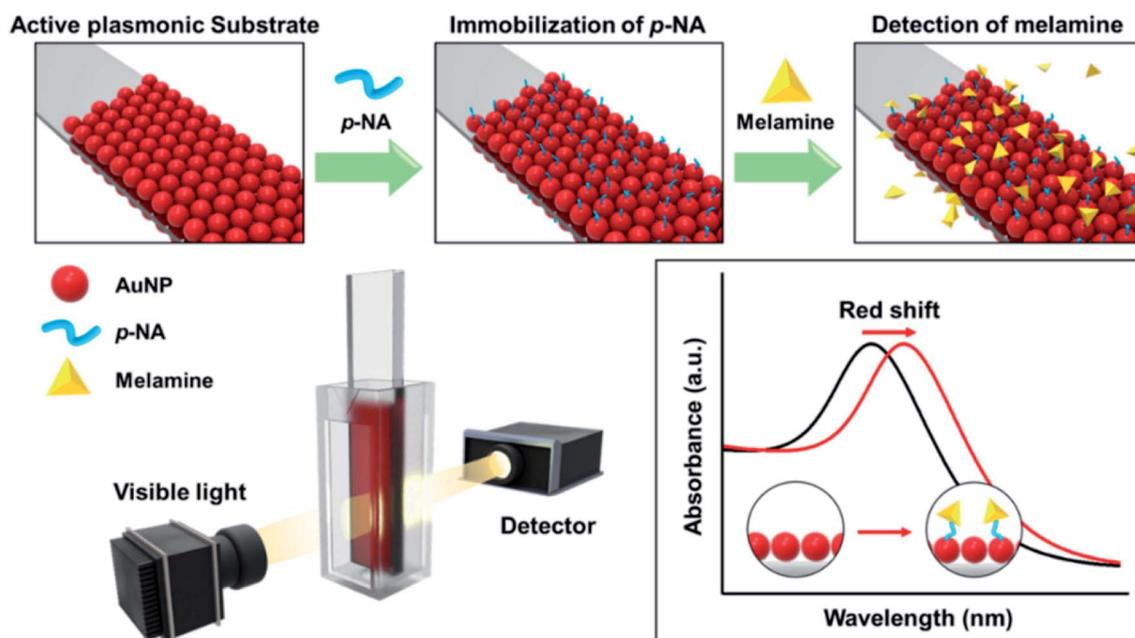 Active plasmonic Substrate
Immobilization of p-NA
Detection of melamine
p-NA
Melamine
AuNP
p-NA
Melamine
Visible light
Detector
Red shift
Absorbance (a.u.)
Wavelength (nm)